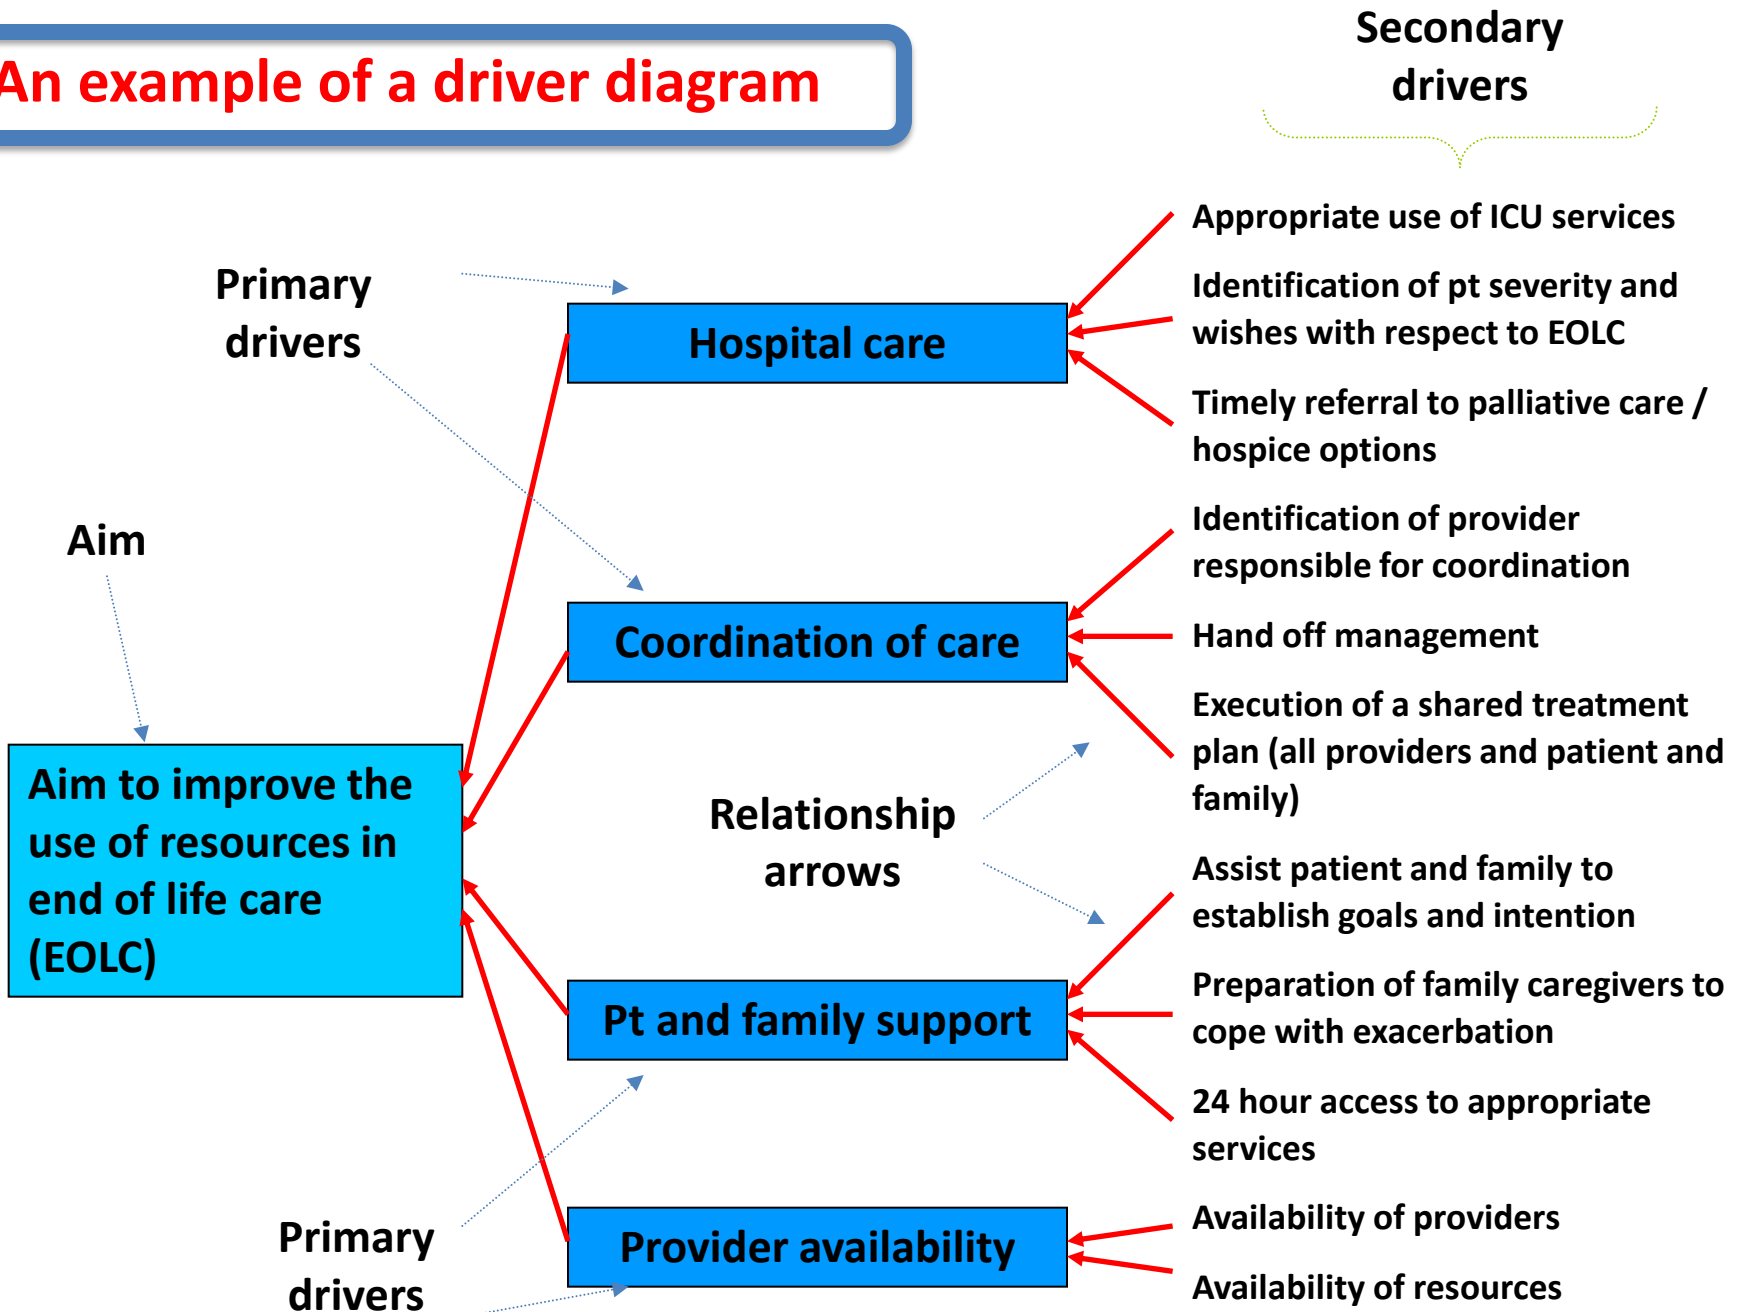 An example of a driver diagram
Secondary
drivers
Primary
drivers
Aim
Aim to improve the
use of resources in
end of life care
(EOLC)
Hospital care
Coordination of care
Relationship
arrows
Pt and family support
Provider availability
Primary
drivers
Appropriate use of ICU services
Identification of pt severity and
wishes with respect to EOLC
Timely referral to palliative care /
hospice options
Identification of provider
responsible for coordination
Hand off management
Execution of a shared treatment
plan (all providers and patient and
family)
Assist patient and family to
establish goals and intention
Preparation of family caregivers to
cope with exacerbation
24 hour access to appropriate
services
Availability of providers
Availability of resources